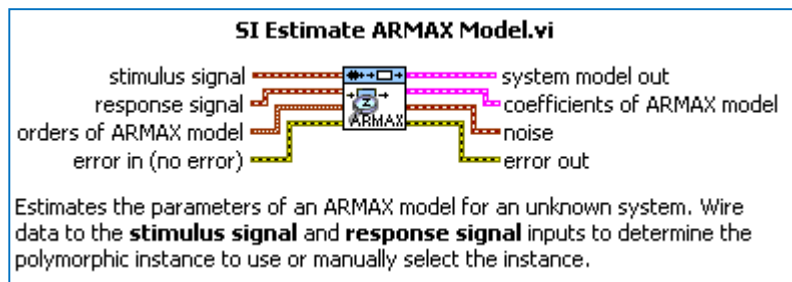 SI Estimate ARMAX Model.vi
stimulus signal
response signal
orders of ARMAX model
error in (no error)
Z
ARMAX
system model out
coefficients of ARMAX model
noise
error out
Estimates the parameters of an ARMAX model for an unknown system. Wire
data to the stimulus signal and response signal inputs to determine the
polymorphic instance to use or manually select the instance.